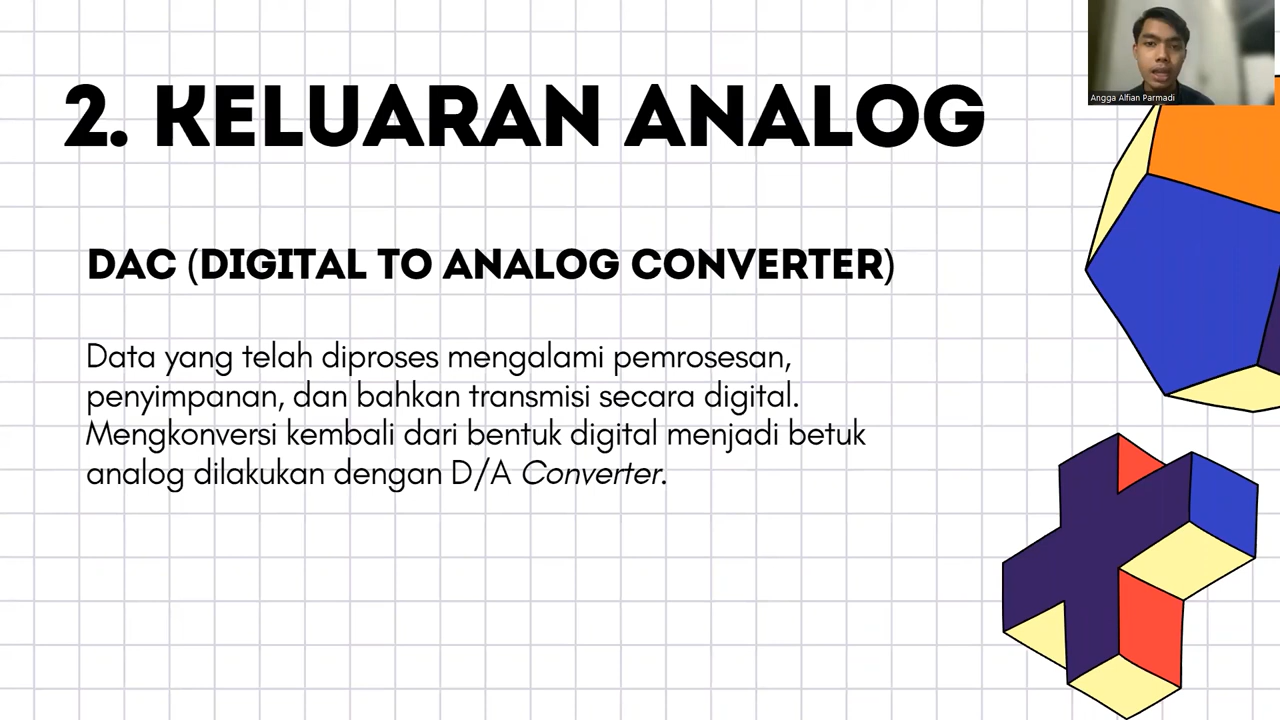 2. KELUARAN ANALOG
Angga Alfian Parmadi
DAC (DIGITAL TO ANALOG CONVERTER)
Data yang telah diproses mengalami pemrosesan,
penyimpanan, dan bahkan transmisi secara digital.
Mengkonversi kembali dari bentuk digital menjadi betuk
analog dilakukan dengan D/A Converter.